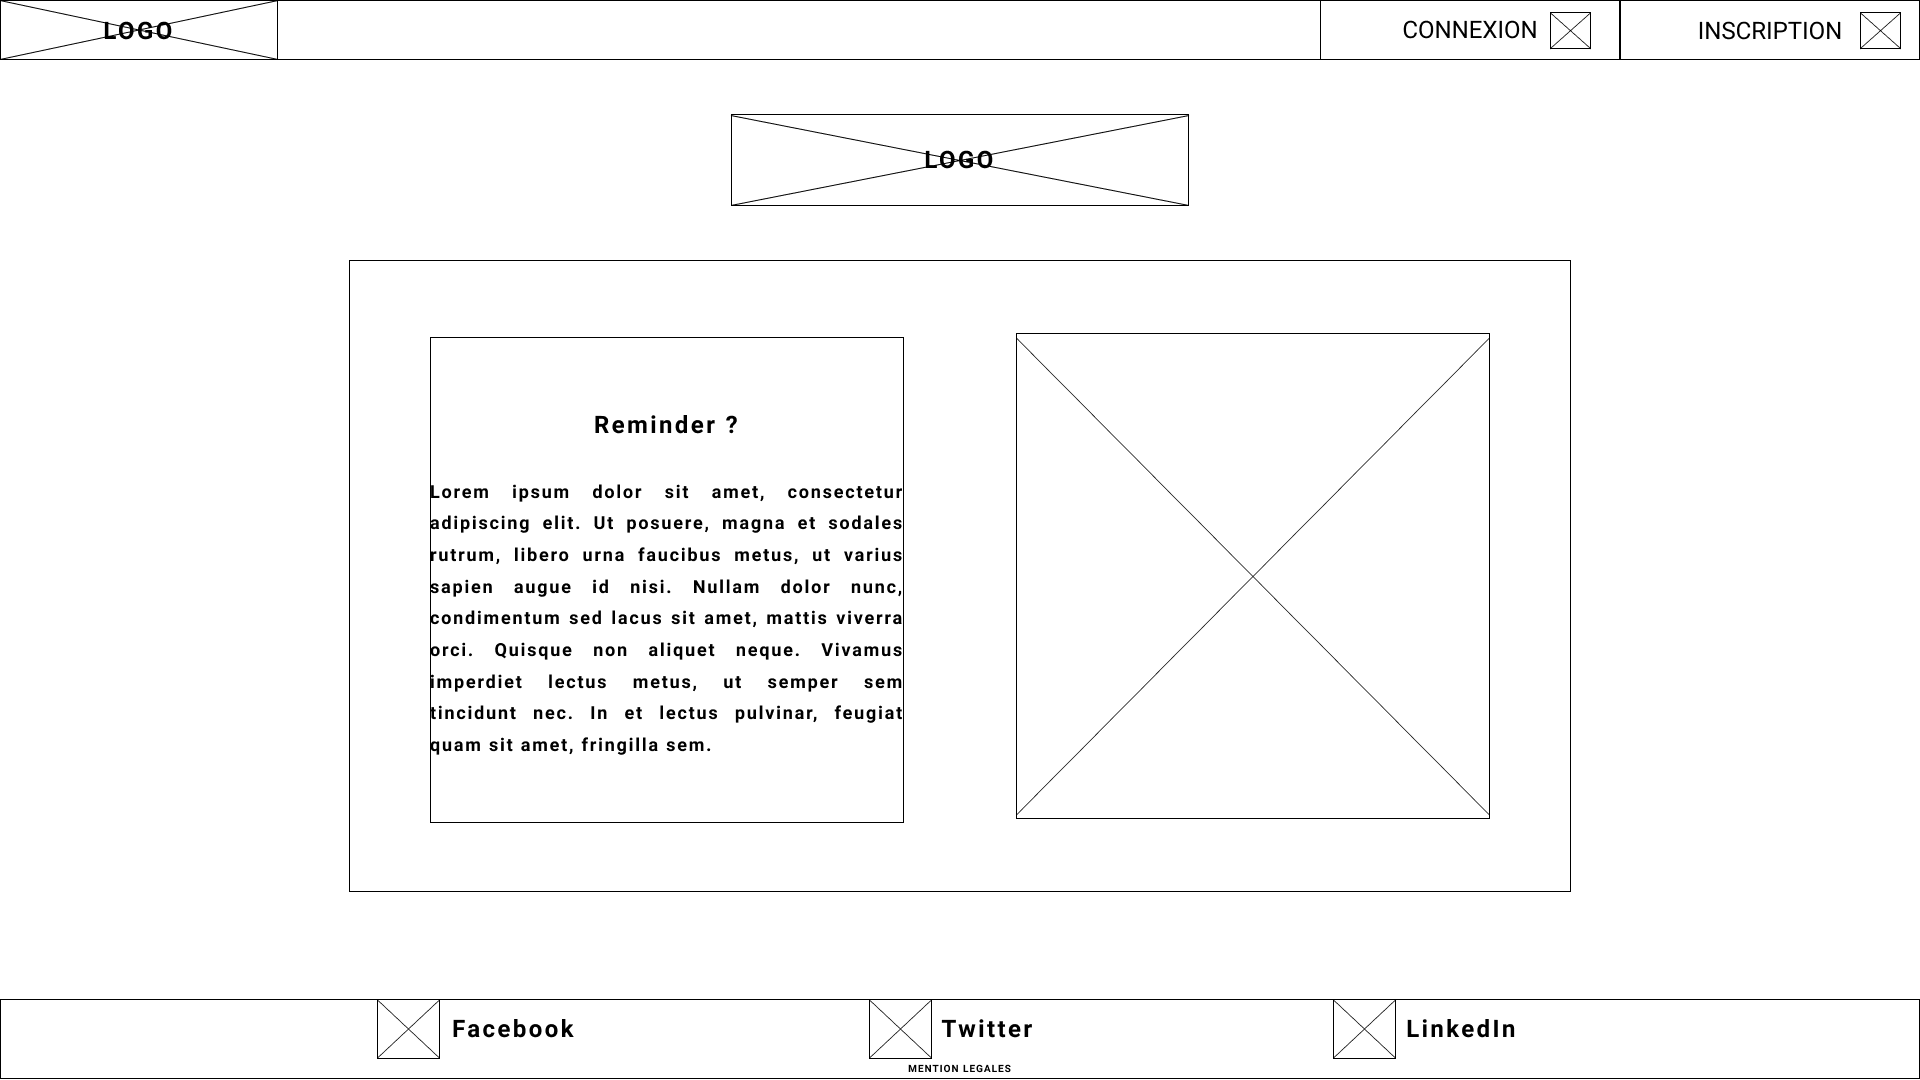 LOGO
CONNEXION
INSCRIPTION
LOGO
Reminder ?
Lorem ipsum dolor sit amet, consectetur
adipiscing elit. Ut posuere, magna et sodales
rutrum, libero urna faucibus metus, ut varius
sapien augue id nisi. Nullam dolor nunc,
condimentum sed lacus sit amet, mattis viverra
orci. Quisque non aliquet neque. Vivamus
imperdiet lectus metus, ut semper sem
tincidunt nec. In et lectus pulvinar, feugiat
quam sit amet, fringilla sem.
Facebook
Twitter
LinkedIn
MENTION LEGALES